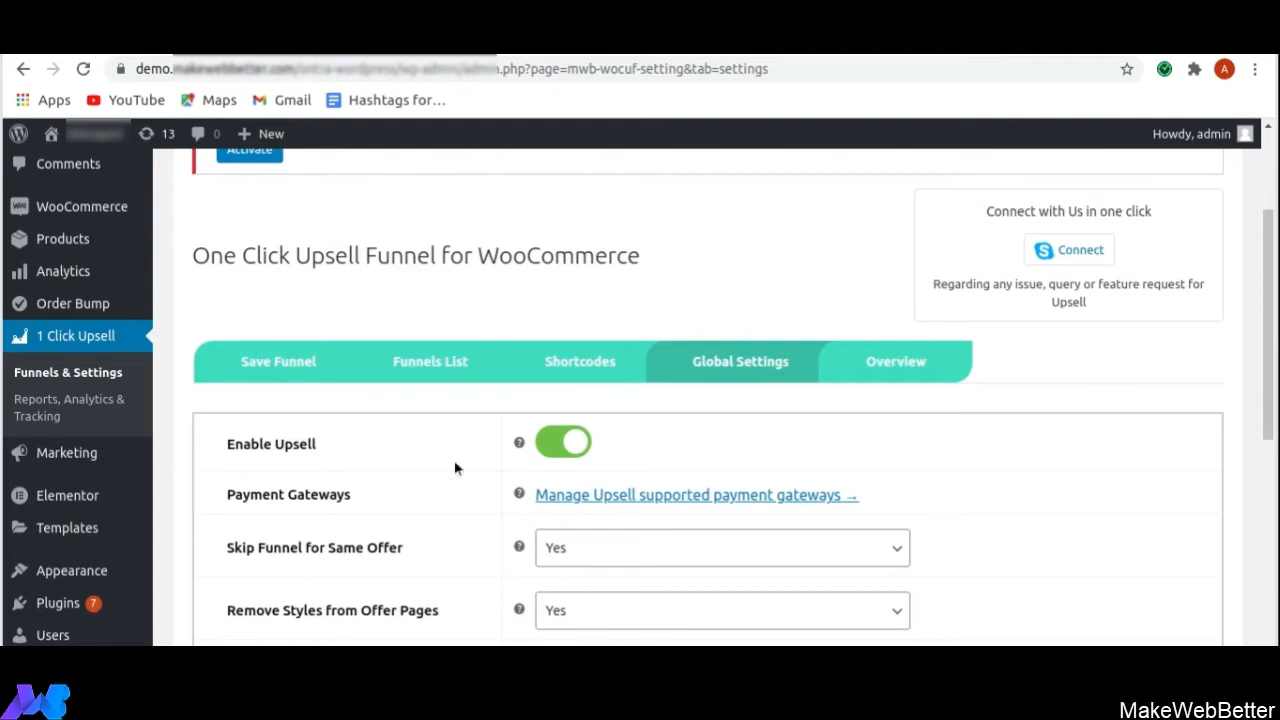 demo.
.php?page=mwb-wocuf-setting&tab=settings
A
Apps
YouTube
Maps
Gmail
Hashtags for…
13
0
New
Howdy, admin
Comments
WooCommerce
Products
Analytics
Order Bump
1 Click Upsell
Funnels & Settings
Reports, Analytics &
Tracking
Marketing
Elementor
Templates
Appearance
Plugins 7
Users
Activate
Connect with Us in one click
Connect
Regarding any issue, query or feature request for
Upsell
One Click Upsell Funnel for WooCommerce
Save Funnel
Funnels List
Shortcodes
Global Settings
Overview
Enable Upsell
Payment Gateways
Manage Upsell supported payment gateways →
Skip Funnel for Same Offer
Yes
Remove Styles from Offer Pages
Yes
MakeWebBetter